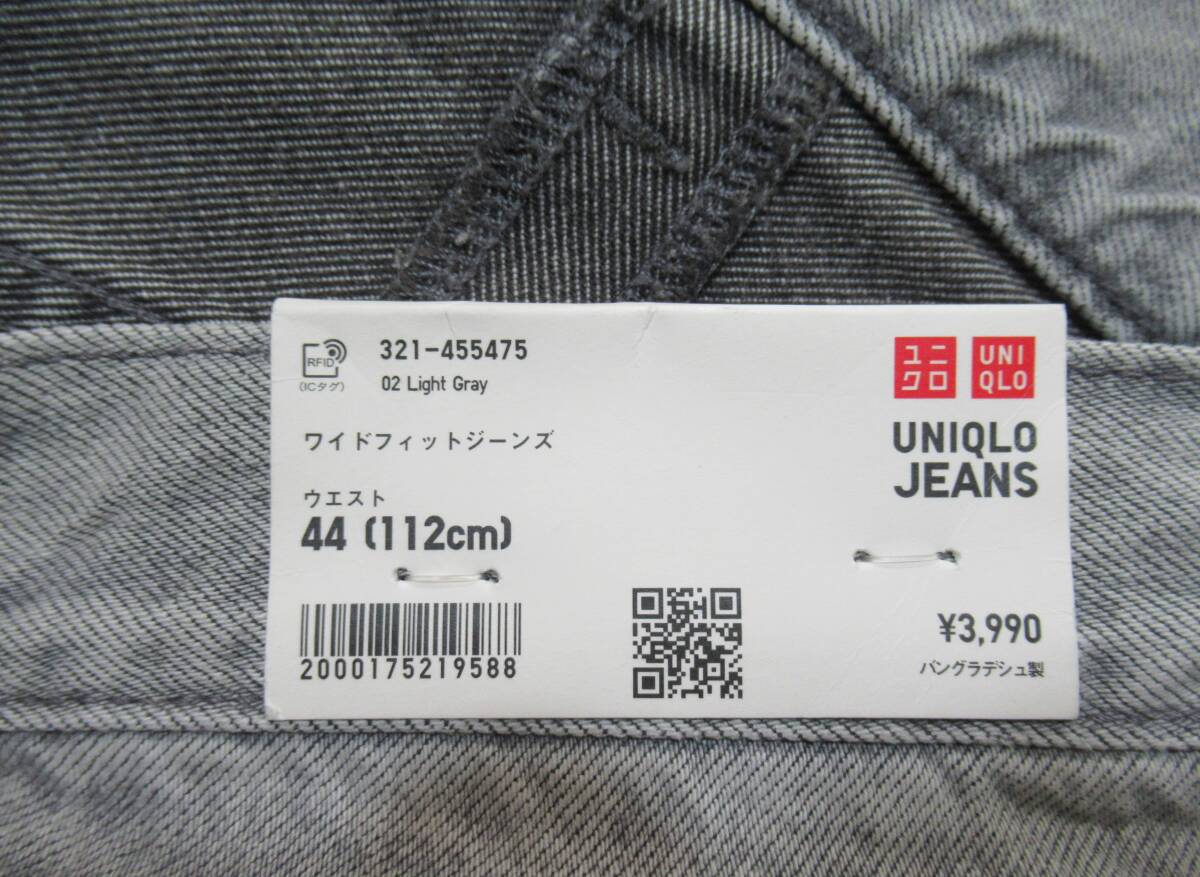 RFID
(ICタグ)
321-455475
02 Light Gray
ユニ
クロ
UNI
QLO
UNIQLO
JEANS
ワイドフィットジーンズ
ウエスト
44 (112cm)
2000175219588
¥3,990
バングラデシュ製